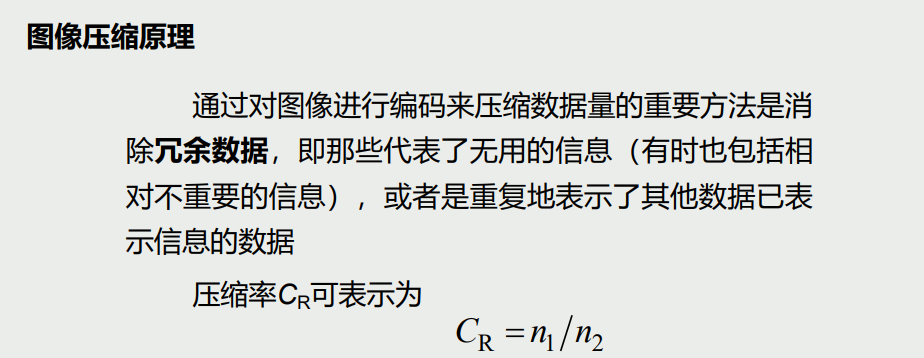 图像压缩原理
通过对图像进行编码来压缩数据量的重要方法是消
除冗余数据，即那些代表了无用的信息（有时也包括相
对不重要的信息），或者是重复地表示了其他数据已表
示信息的数据
压缩率CR可表示为
CR = n1/n2